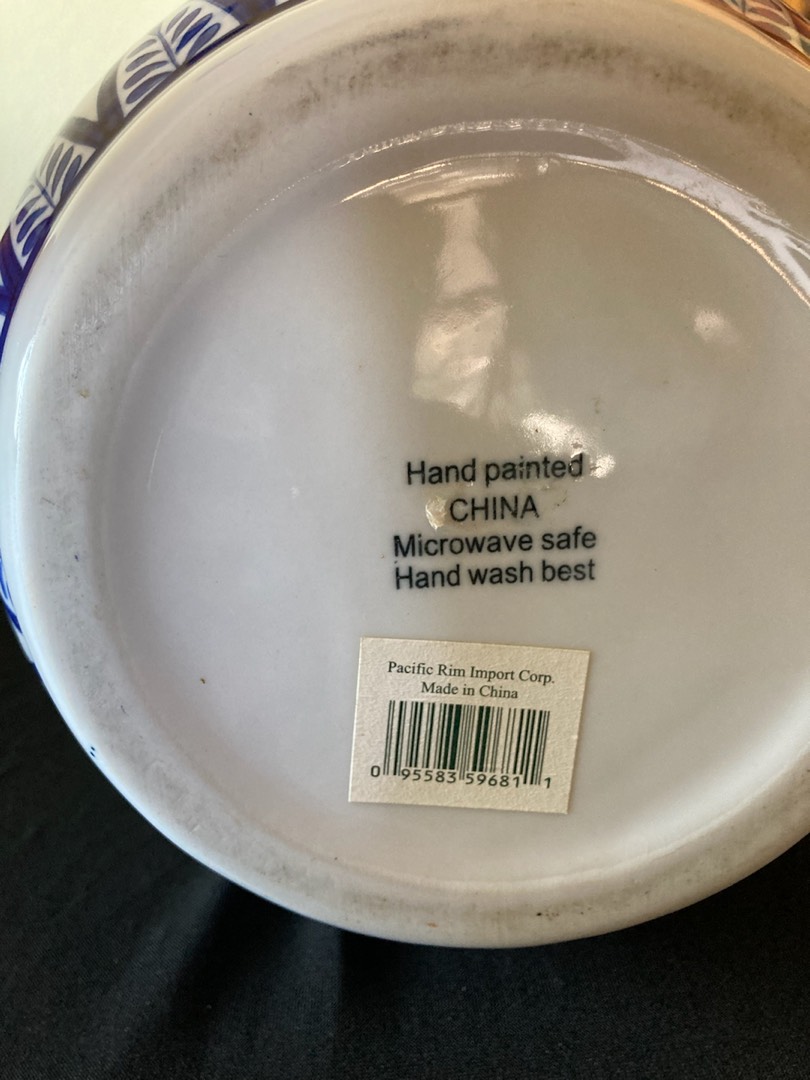 Hand painted
CHINA
Microwave safe
Hand wash best
Pacific Rim Import Corp.
Made in China
0 95583 59681 1